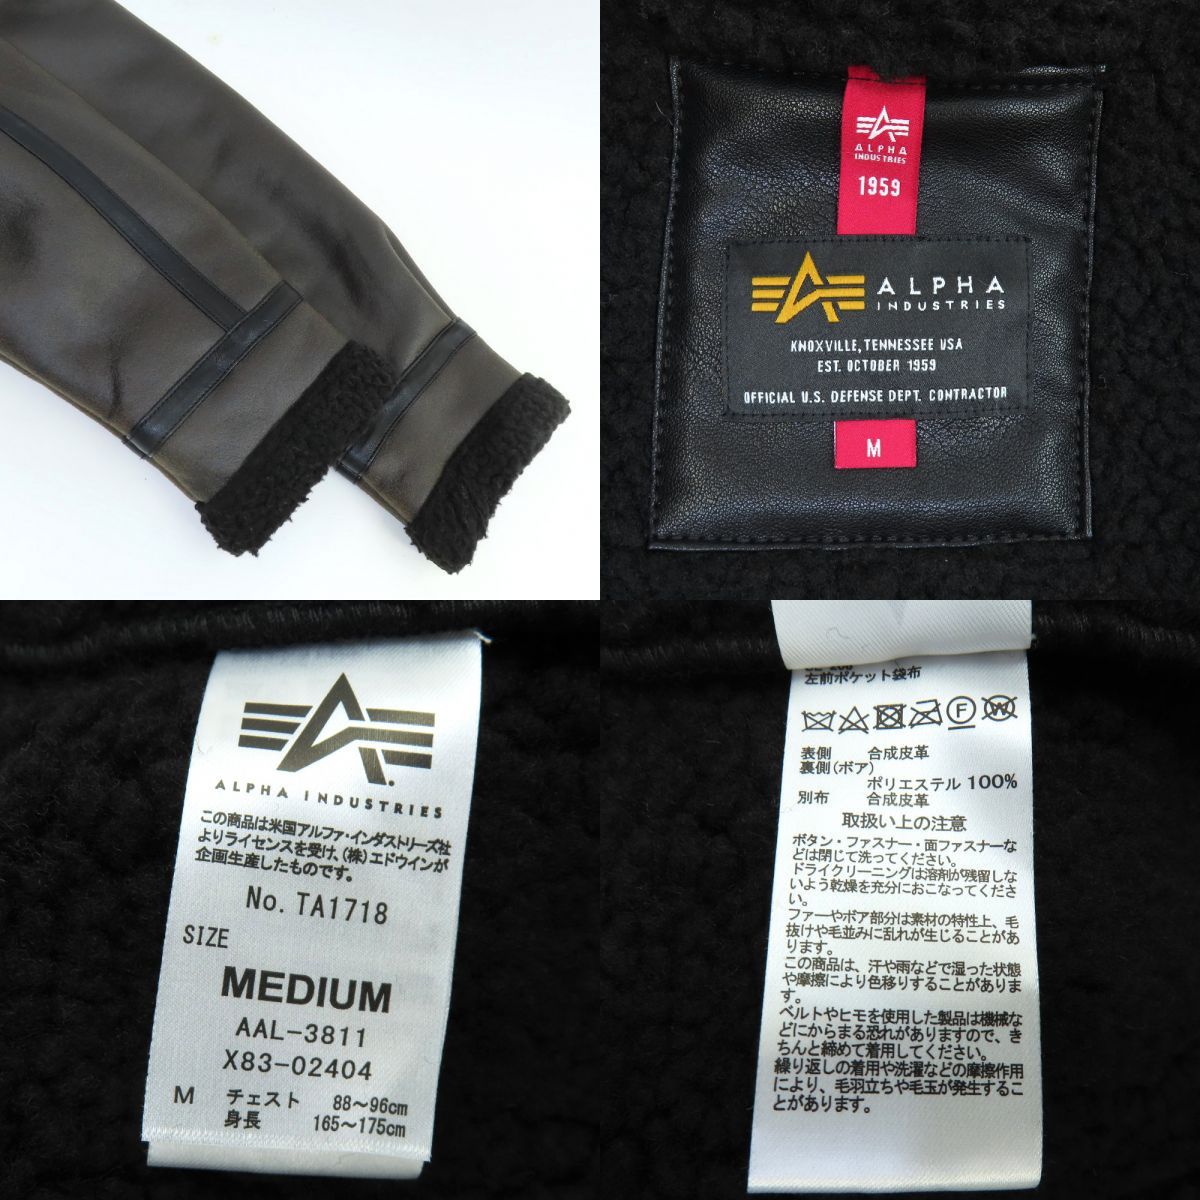 ALPHA
INDUSTRIES
1959
ALPHA
INDUSTRIES
KNOXVILLE, TENNESSEE USA
EST. OCTOBER 1959
OFFICIAL U.S. DEFENSE DEPT. CONTRACTOR
M
ALPHA INDUSTRIES
この商品は米国アルファ・インダストリーズ社
よりライセンスを受け、(株)エドウインが
企画生産したものです。
No. TA1718
SIZE
MEDIUM
AAL-3811
X83-02404
M チェスト 88～96cm
身長 165～175cm
左前ポケット袋布
表側 合成皮革
裏側(ボア)
ポリエステル 100%
別布 合成皮革
取扱い上の注意
ボタン・ファスナー・面ファスナーな
どは閉じて洗ってください。
ドライクリーニングは溶剤が残留しな
いよう乾燥を充分におこなってくださ
い。
ファーやボア部分は素材の特性上、毛
抜けや毛並みに乱れが生じることがあ
ります。
この商品は、汗や雨などで湿った状態
や摩擦により色移りすることがありま
す。
ベルトやヒモを使用した製品は機械な
どにからまる恐れがありますので、き
ちんと締めて着用してください。
繰り返しの着用や洗濯などの摩擦作用
により、毛羽立ちや毛玉が発生するこ
とがあります。